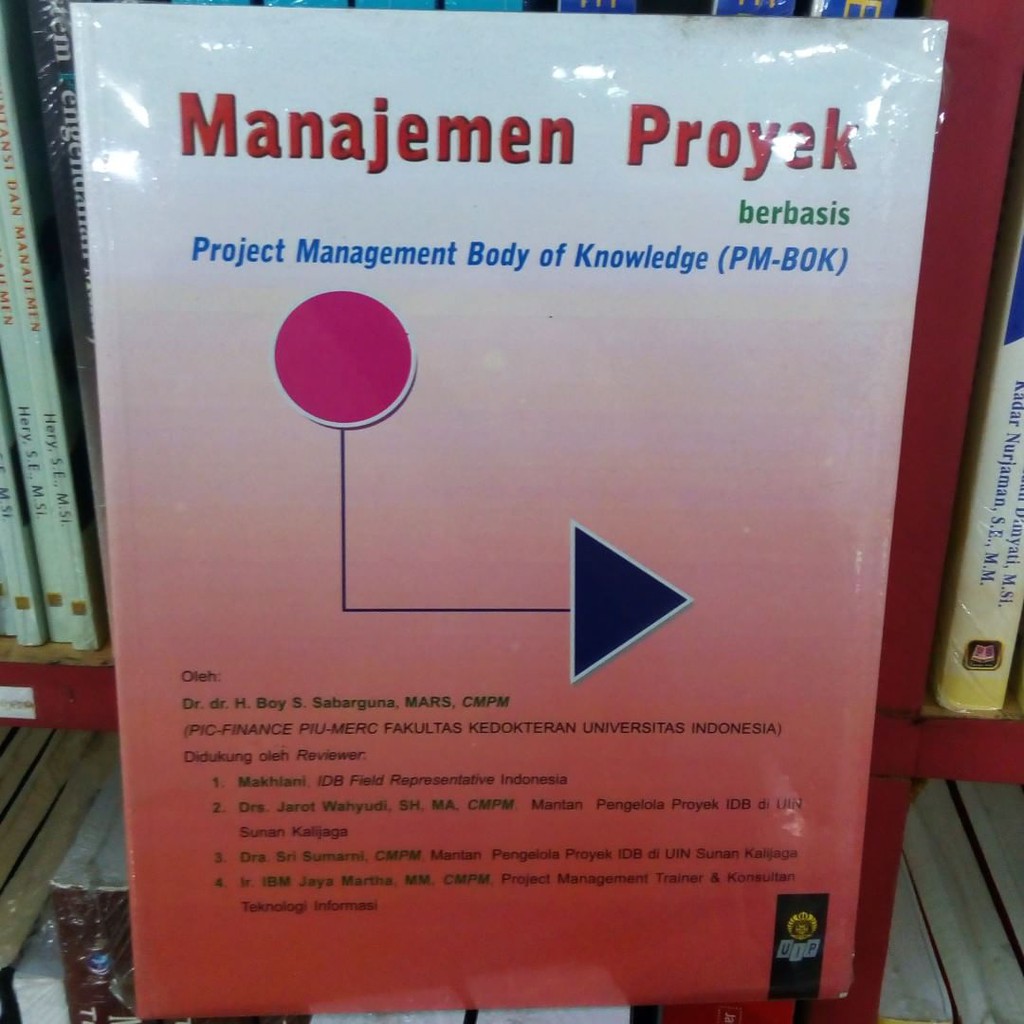 Manajemen Proyek
berbasis
Project Management Body of Knowledge (PM-BOK)
Oleh:
Dr. dr. H. Boy S. Sabarguna, MARS, CMPM
(PIC-FINANCE PIU-MERC FAKULTAS KEDOKTERAN UNIVERSITAS INDONESIA)
Didukung oleh Reviewer:
1. Makhlani, IDB Field Representative Indonesia
2. Drs. Jarot Wahyudi, SH, MA, CMPM, Mantan Pengelola Proyek IDB di UIN
Sunan Kalijaga
3. Dra. Sri Sumarni, CMPM, Mantan Pengelola Proyek IDB di UIN Sunan Kalijaga
4. Ir. IBM Jaya Martha, MM, CMPM, Project Management Trainer & Konsultan
Teknologi Informasi
UIP
DAN MANAJEMEN
Hery, S.E., M.Si.
Hery, S.E., M.Si.
Kadar Nurjaman, S.E., M.M.
Dimyati, M.Si.